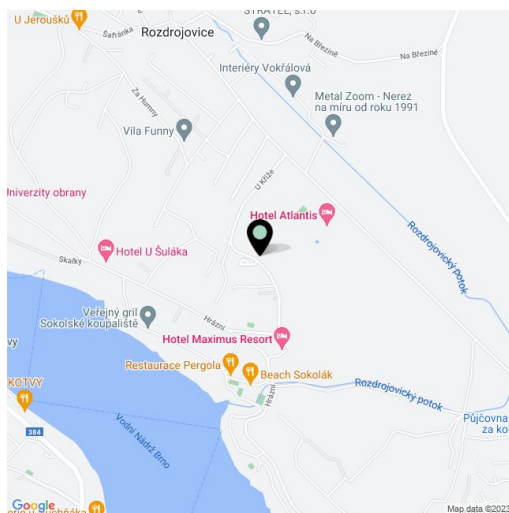 STRATEL, s.r.o
U Jeroušků
Šafránka
Rozdrojovice
Na Březině
Na Březině
Interiéry Vokřálová
Metal Zoom - Nerez
na míru od roku 1991
Za Humny
Vila Funny
U Kříže
Univerzity obrany
Hotel Atlantis
Hotel U Šuláka
Skalky
P
Rozdrojovický potok
Veřejný gril
Sokolské koupaliště
Hrázní
Hotel Maximus Resort
Restaurace Pergola
Beach Sokolák
KOTVY
Hrázní
Rozdrojovický potok
Půjčovna
za ko
384
Vodní Nádrž Brno
Google
Map data ©2023